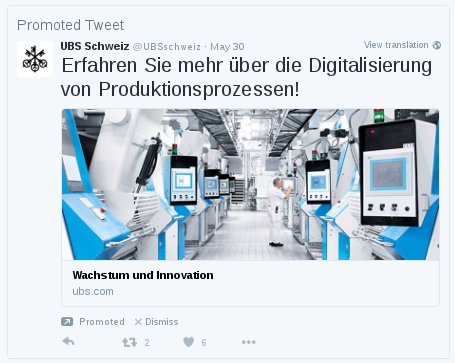 Promoted Tweet
UBS Schweiz @UBSschweiz · May 30
View translation
Erfahren Sie mehr über die Digitalisierung
von Produktionsprozessen!
Wachstum und Innovation
ubs.com
Promoted Dismiss
2 6